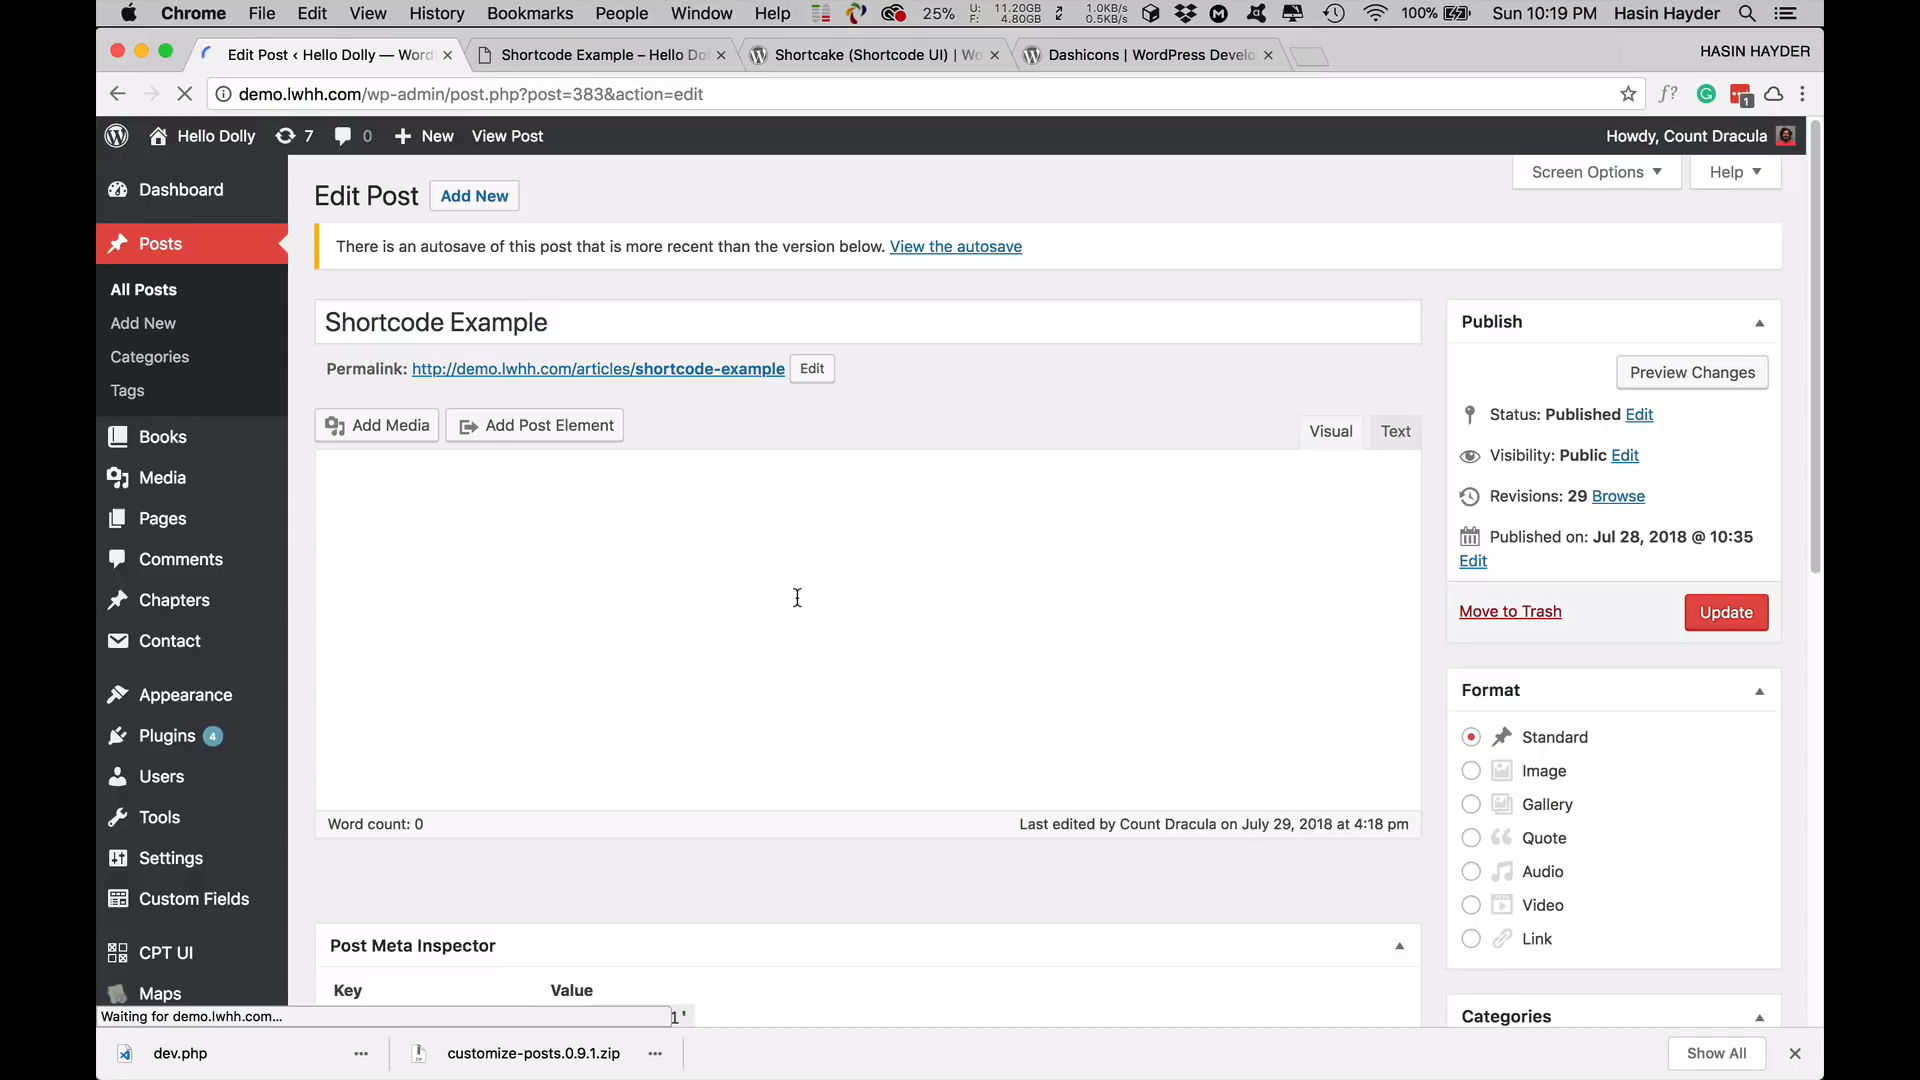 Chrome File Edit View History Bookmarks People Window Help 25% U: 11.20GB F: 4.80GB 1.0KB/s 0.5KB/s 100% Sun 10:19 PM Hasin Hayder
Edit Post ‹ Hello Dolly — Word Shortcode Example – Hello Do Shortcake (Shortcode UI) | Wo Dashicons | WordPress Develo HASIN HAYDER
demo.lwhh.com/wp-admin/post.php?post=383&action=edit f? 1
Hello Dolly 7 0 New View Post Howdy, Count Dracula
Screen Options Help
Dashboard
Posts
All Posts
Add New
Categories
Tags
Books
Media
Pages
Comments
Chapters
Contact
Appearance
Plugins 4
Users
Tools
Settings
Custom Fields
CPT UI
Maps
Edit Post Add New
There is an autosave of this post that is more recent than the version below. View the autosave
Shortcode Example
Permalink: http://demo.lwhh.com/articles/shortcode-example Edit
Add Media Add Post Element
Visual Text
Word count: 0 Last edited by Count Dracula on July 29, 2018 at 4:18 pm
Post Meta Inspector
Key Value
1'
Publish
Preview Changes
Status: Published Edit
Visibility: Public Edit
Revisions: 29 Browse
Published on: Jul 28, 2018 @ 10:35
Edit
Move to Trash Update
Format
Standard
Image
Gallery
Quote
Audio
Video
Link
Categories
Waiting for demo.lwhh.com...
dev.php customize-posts.0.9.1.zip Show All